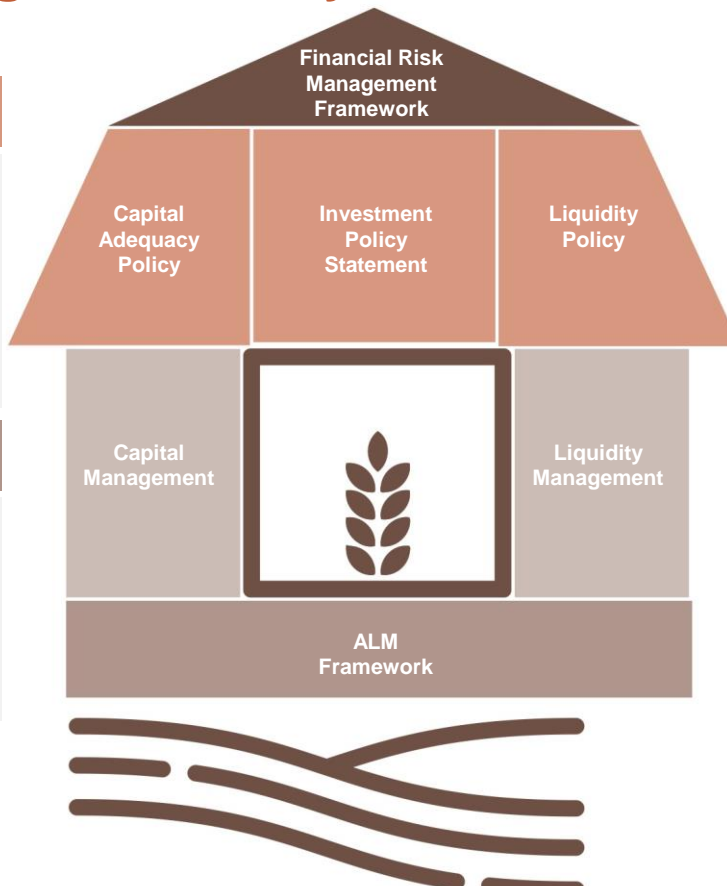 Financial Risk
Management
Framework
Capital
Adequacy
Policy
Investment
Policy
Statement
Liquidity
Policy
Capital
Management
Liquidity
Management
ALM
Framework